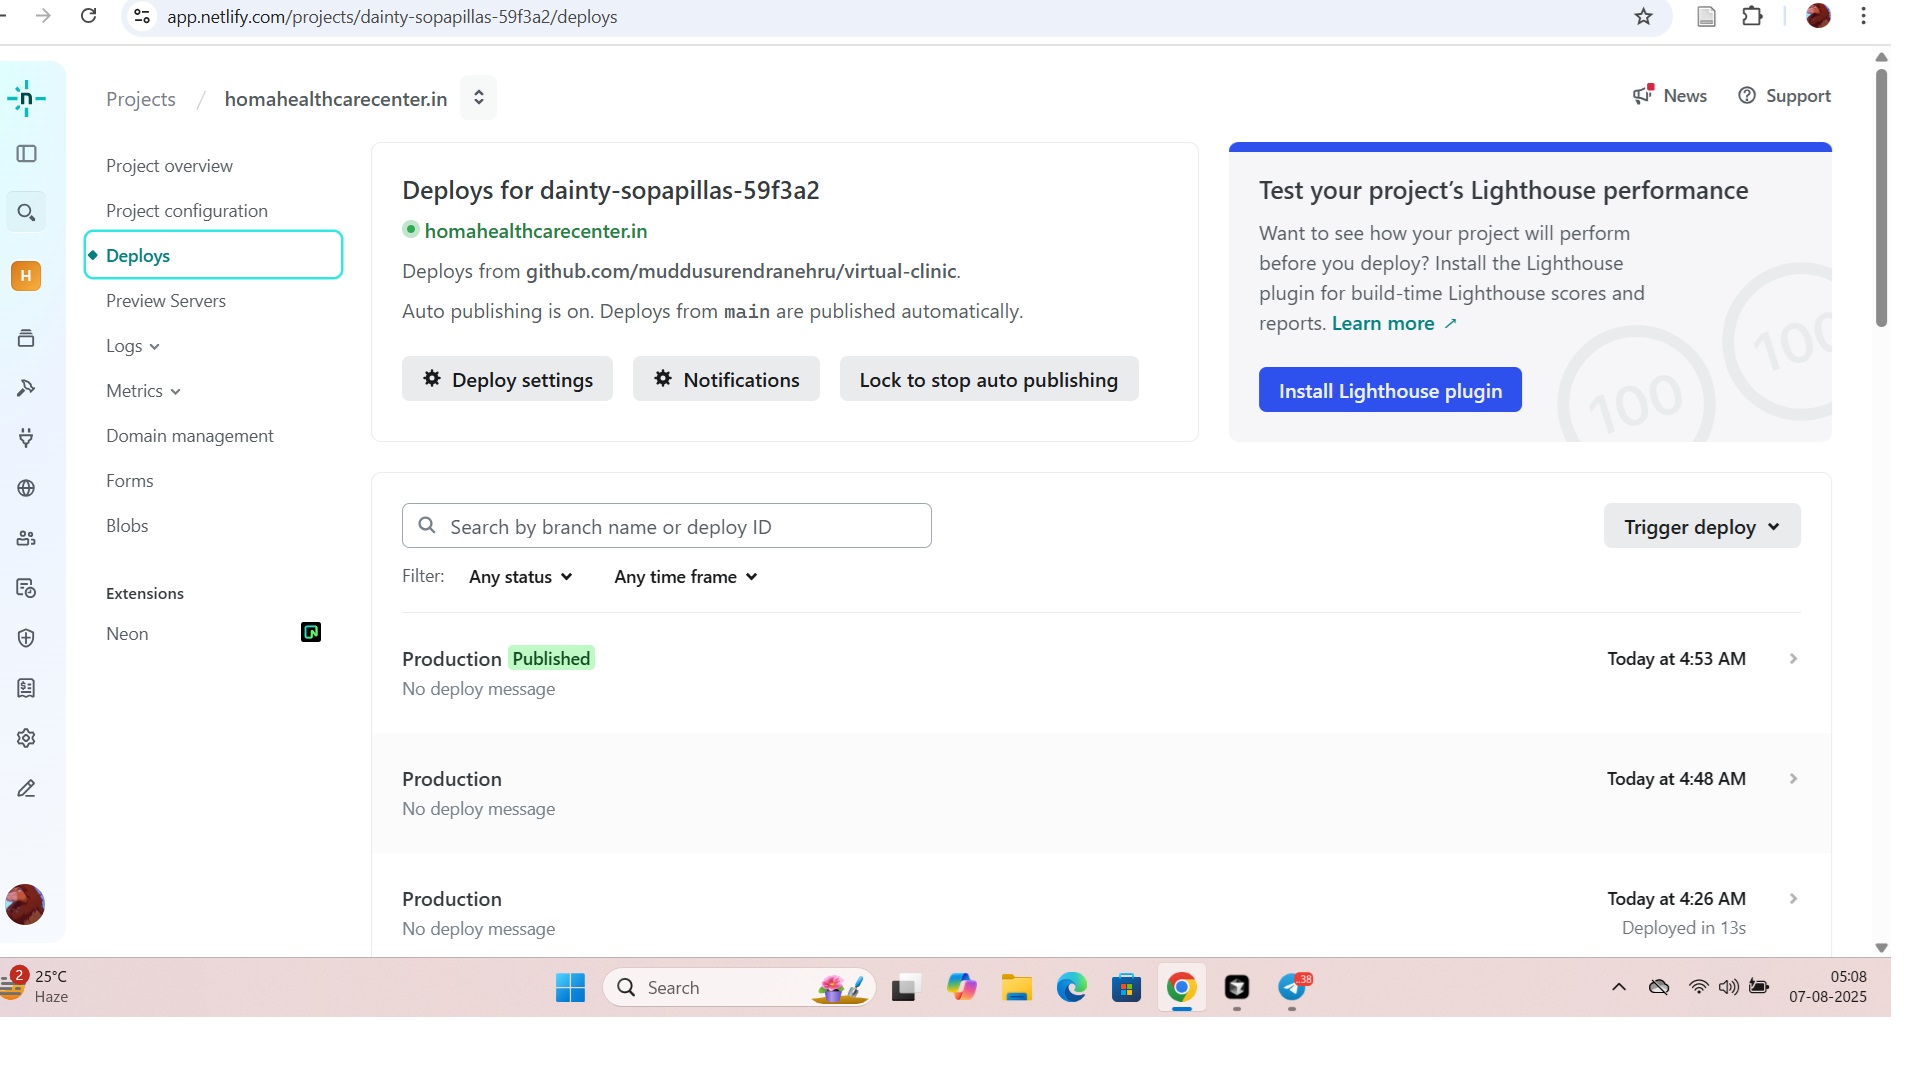 app.netlify.com/projects/dainty-sopapillas-59f3a2/deploys
Projects / homahealthcarecenter.in
News
Support
Project overview
Project configuration
Deploys
Preview Servers
Logs
Metrics
Domain management
Forms
Blobs
Extensions
Neon
H
Deploys for dainty-sopapillas-59f3a2
homahealthcarecenter.in
Deploys from github.com/muddusurendranehru/virtual-clinic.
Auto publishing is on. Deploys from main are published automatically.
Deploy settings
Notifications
Lock to stop auto publishing
Test your project’s Lighthouse performance
Want to see how your project will perform
before you deploy? Install the Lighthouse
plugin for build-time Lighthouse scores and
reports. Learn more
Install Lighthouse plugin
100
100
Search by branch name or deploy ID
Trigger deploy
Filter: Any status Any time frame
Production Published
Today at 4:53 AM
No deploy message
Production
Today at 4:48 AM
No deploy message
Production
Today at 4:26 AM
No deploy message
Deployed in 13s
2
25°C
Haze
Search
38
05:08
07-08-2025